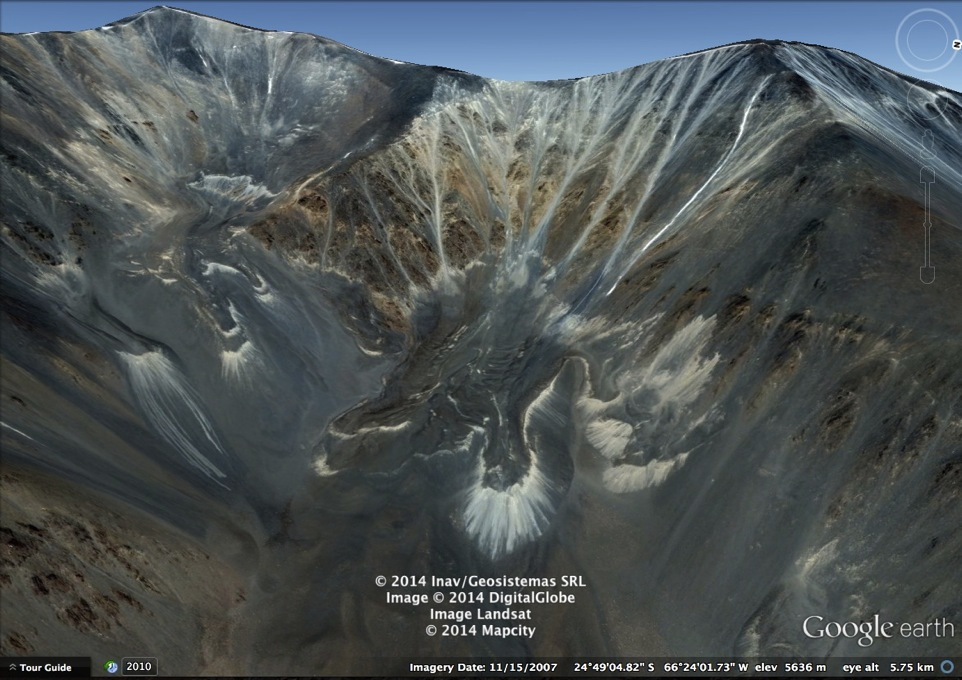 N
© 2014 Inav/Geosistemas SRL
Image © 2014 DigitalGlobe
Image Landsat
© 2014 Mapcity
Google earth
Tour Guide
2010
Imagery Date: 11/15/2007 24°49'04.82" S 66°24'01.73" W elev 5636 m eye alt 5.75 km